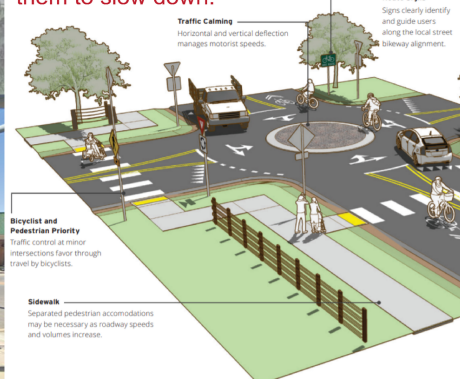 them to slow down.
Signs clearly identify
and guide users
along the local street
bikeway alignment.
Traffic Calming
Horizontal and vertical deflection
manages motorist speeds.
Bicyclist and
Pedestrian Priority
Traffic control at minor
intersections favor through
travel by bicyclists.
Sidewalk
Separated pedestrian accomodations
may be necessary as roadway speeds
and volumes increase.